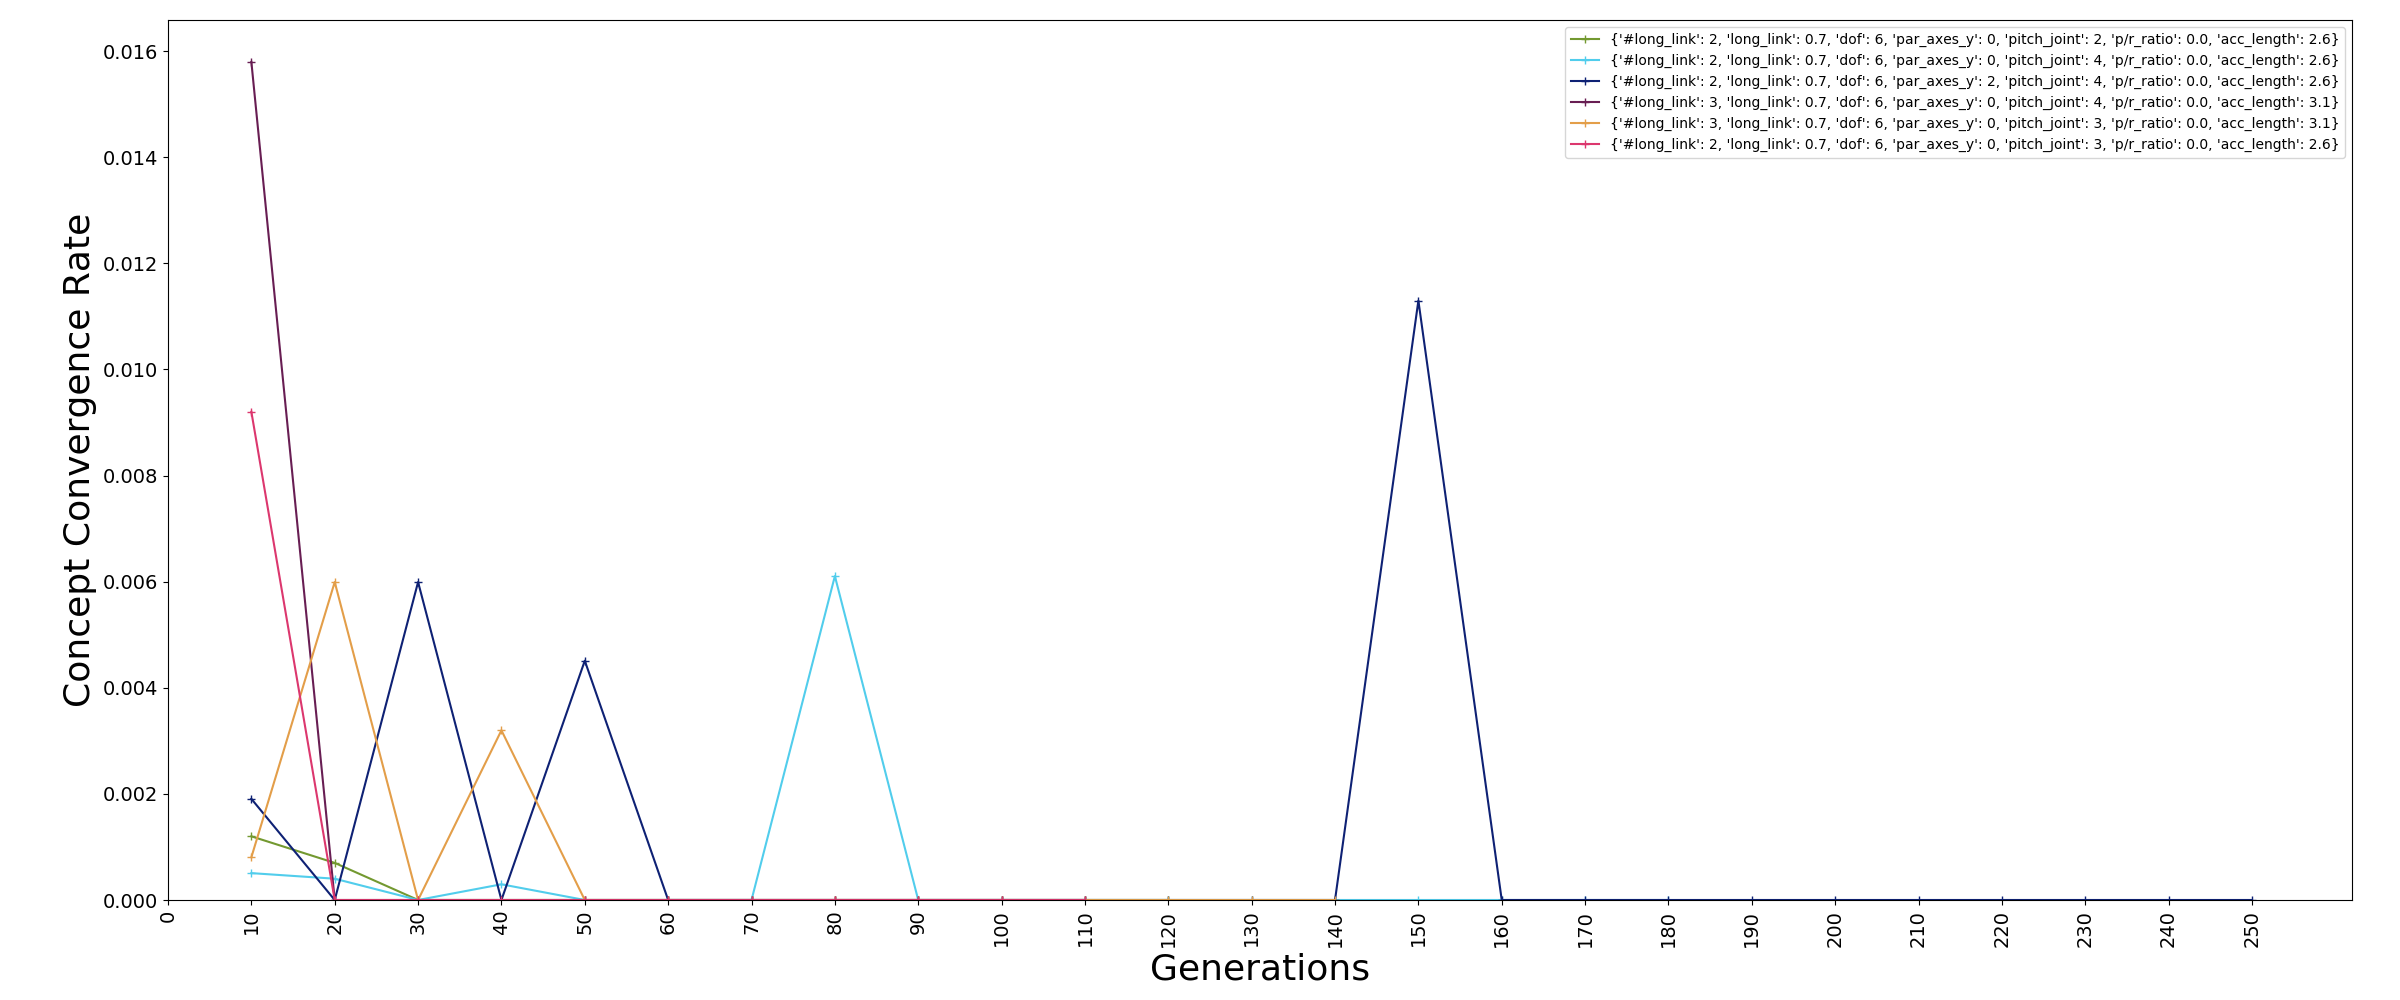 {'#long_link': 2, 'long_link': 0.7, 'dof': 6, 'par_axes_y': 0, 'pitch_joint': 2, 'p/r_ratio': 0.0, 'acc_length': 2.6}
{'#long_link': 2, 'long_link': 0.7, 'dof': 6, 'par_axes_y': 0, 'pitch_joint': 4, 'p/r_ratio': 0.0, 'acc_length': 2.6}
{'#long_link': 2, 'long_link': 0.7, 'dof': 6, 'par_axes_y': 2, 'pitch_joint': 4, 'p/r_ratio': 0.0, 'acc_length': 2.6}
{'#long_link': 3, 'long_link': 0.7, 'dof': 6, 'par_axes_y': 0, 'pitch_joint': 4, 'p/r_ratio': 0.0, 'acc_length': 3.1}
{'#long_link': 3, 'long_link': 0.7, 'dof': 6, 'par_axes_y': 0, 'pitch_joint': 3, 'p/r_ratio': 0.0, 'acc_length': 3.1}
{'#long_link': 2, 'long_link': 0.7, 'dof': 6, 'par_axes_y': 0, 'pitch_joint': 3, 'p/r_ratio': 0.0, 'acc_length': 2.6}
Concept Convergence Rate
0.016
0.014
0.012
0.010
0.008
0.006
0.004
0.002
0.000
0 10 20 30 40 50 60 70 80 90 100 110 120 130 140 150 160 170 180 190 200 210 220 230 240 250
Generations